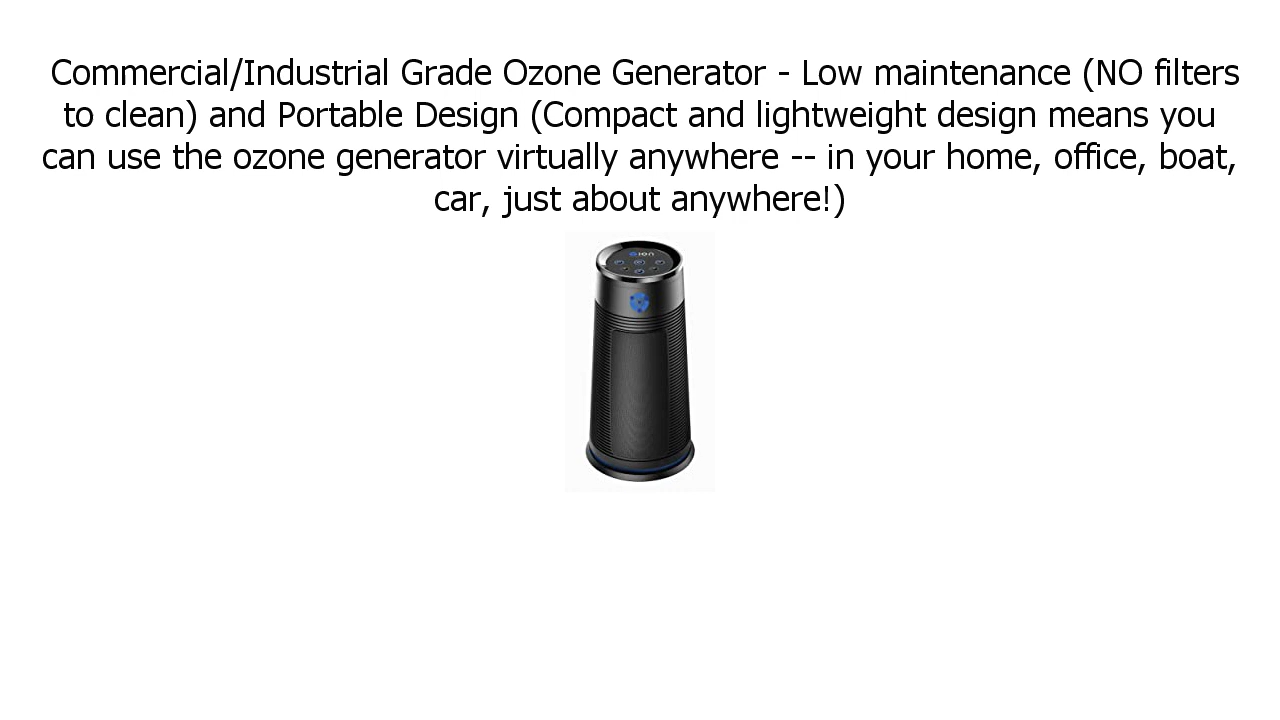 Commercial/Industrial Grade Ozone Generator - Low maintenance (NO filters
to clean) and Portable Design (Compact and lightweight design means you
can use the ozone generator virtually anywhere -- in your home, office, boat,
car, just about anywhere!)
ion